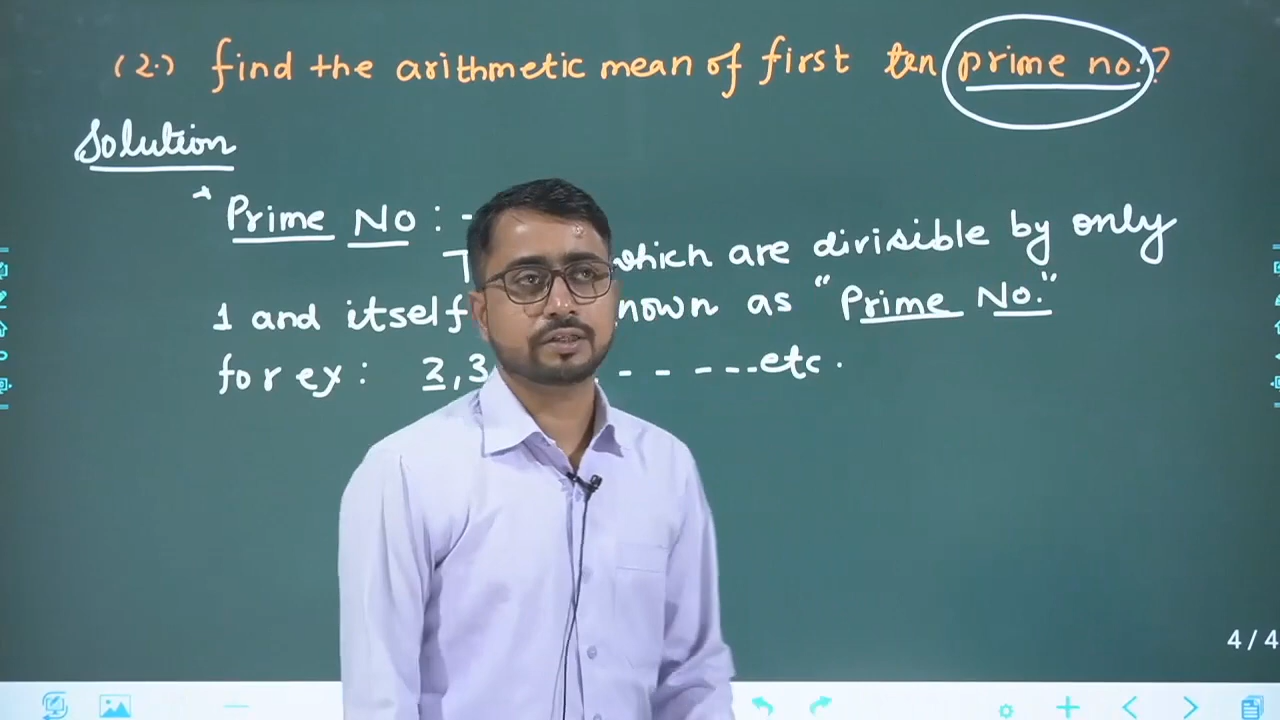 (2.) find the arithmetic mean of first ten prime no.?
Solution
* Prime No : -
which are divisible by only
1 and itself nown as "Prime No."
for ex : 2,3 - - - - - etc.
4/4